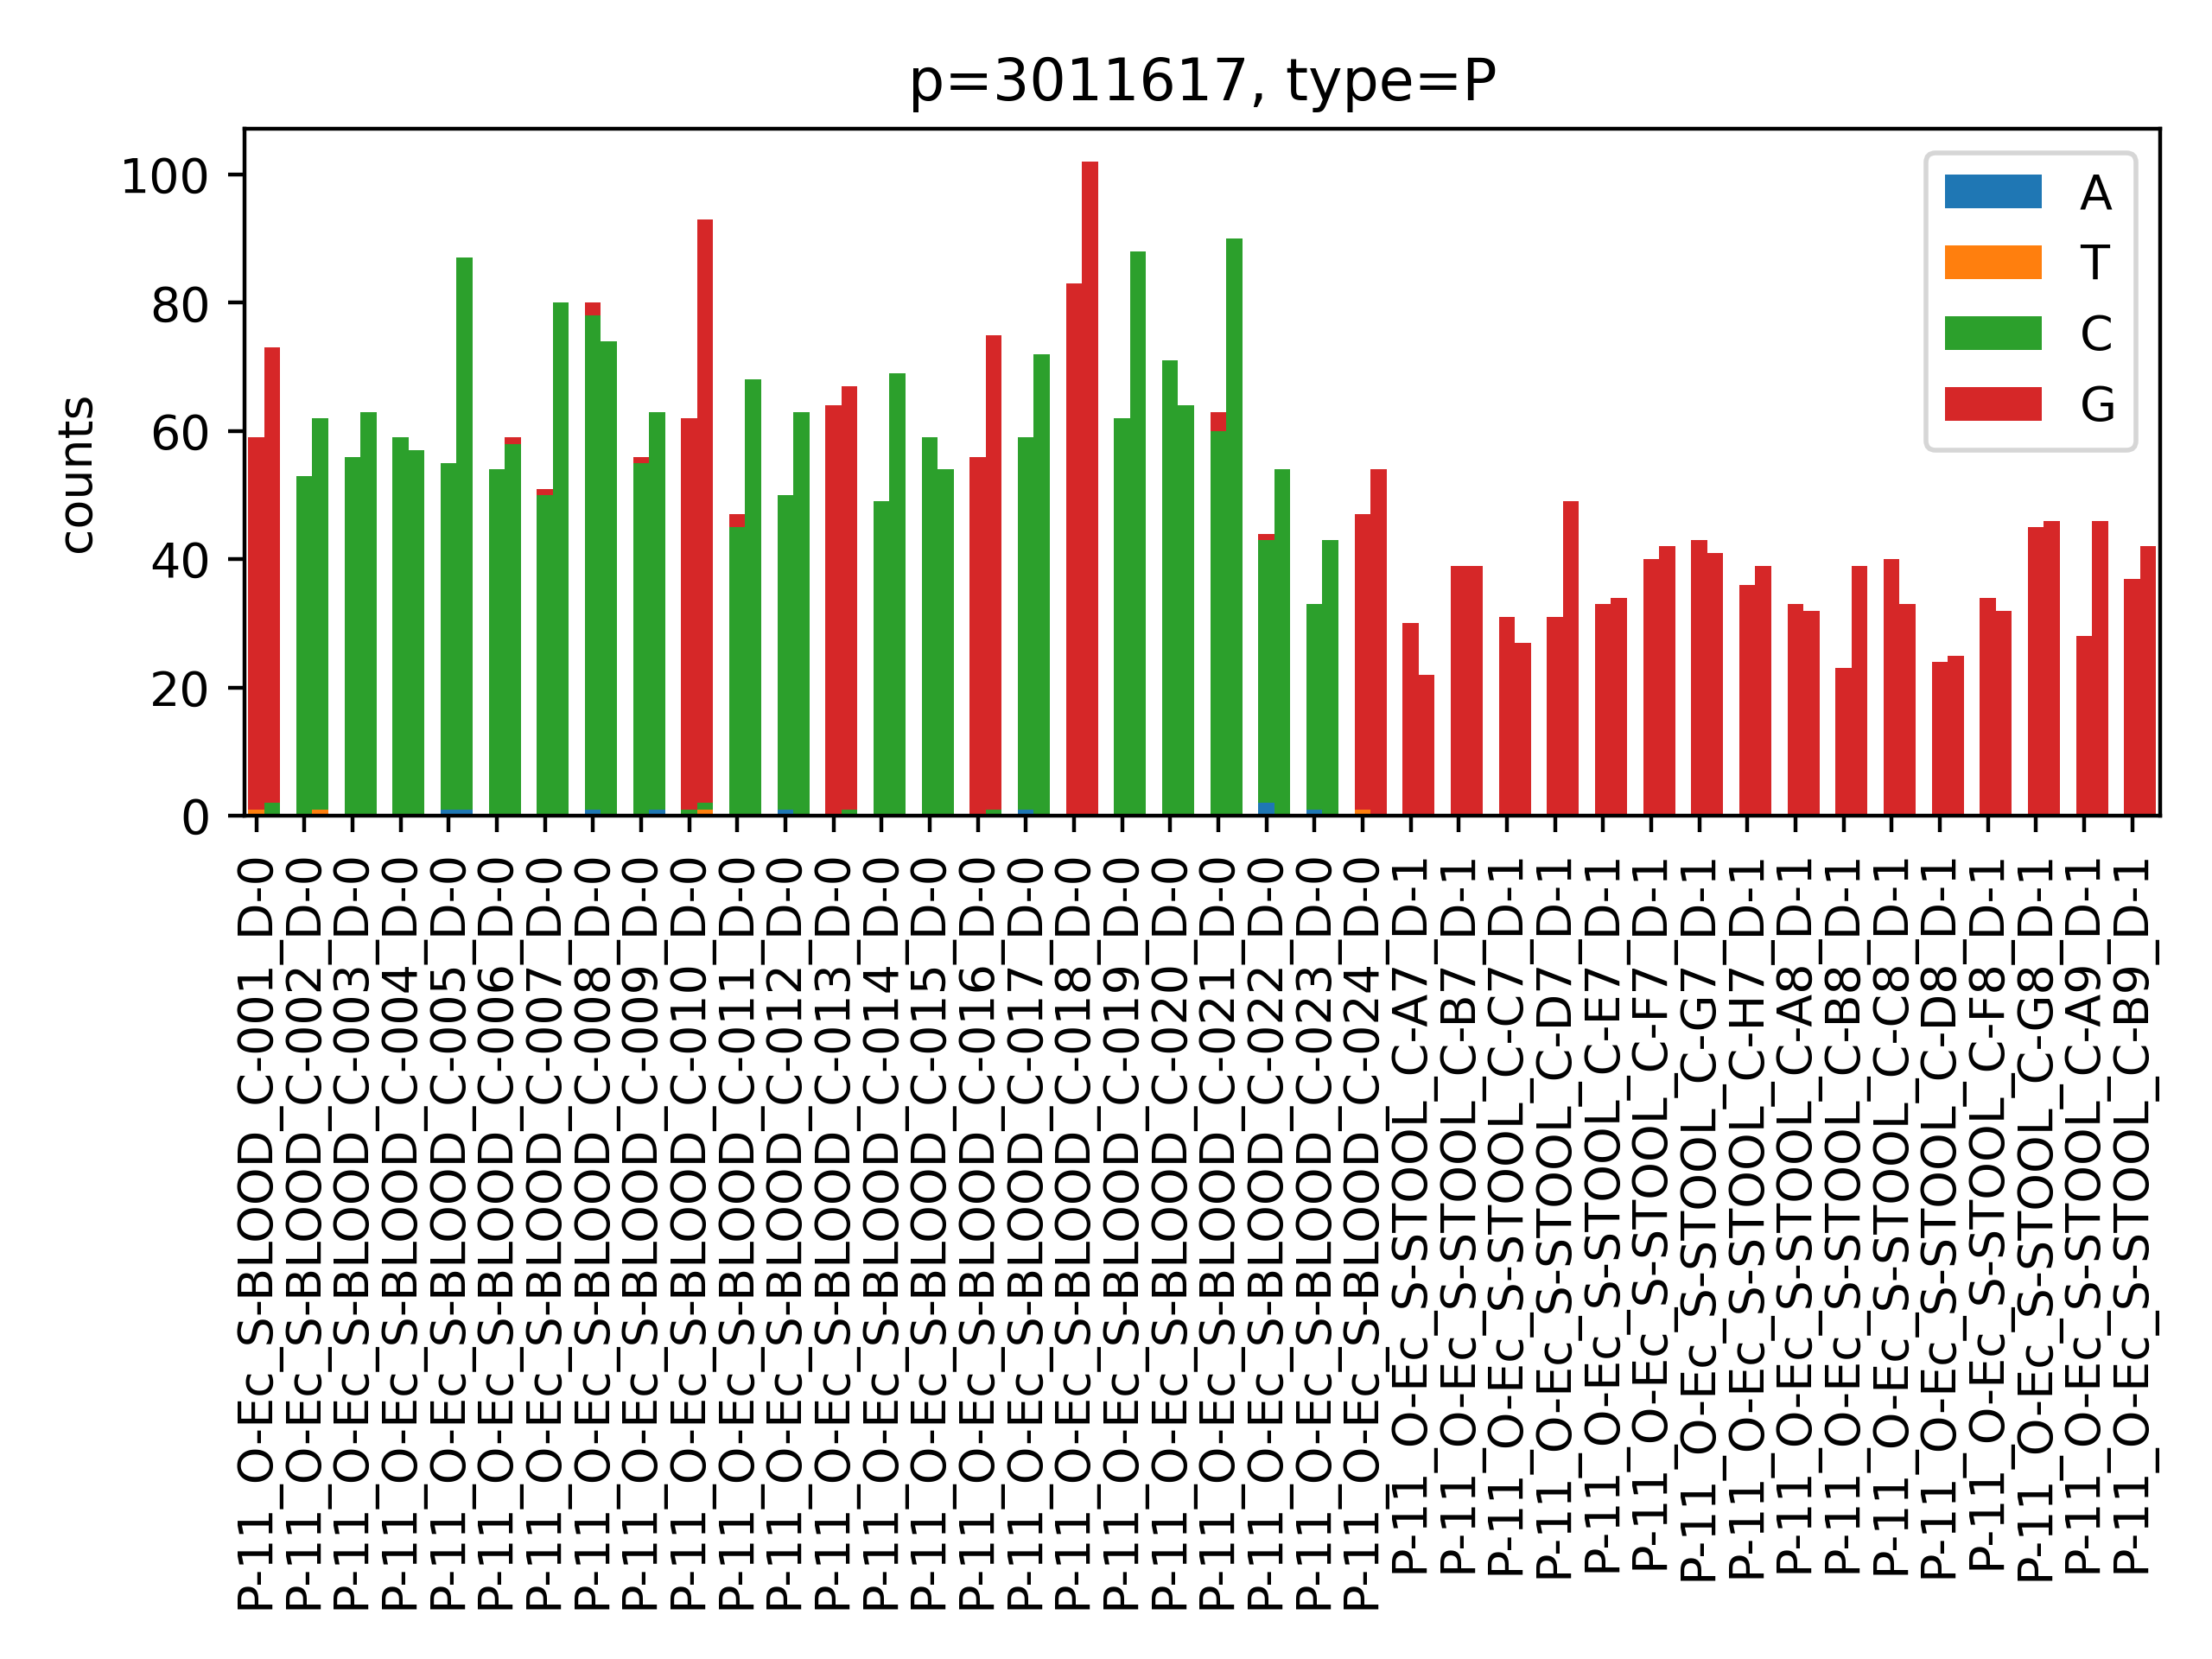 p=3011617, type=P
counts
100
80
60
40
20
0
A
T
C
G
P-11_O-Ec_S-BLOOD_C-001_D-0
P-11_O-Ec_S-BLOOD_C-002_D-0
P-11_O-Ec_S-BLOOD_C-003_D-0
P-11_O-Ec_S-BLOOD_C-004_D-0
P-11_O-Ec_S-BLOOD_C-005_D-0
P-11_O-Ec_S-BLOOD_C-006_D-0
P-11_O-Ec_S-BLOOD_C-007_D-0
P-11_O-Ec_S-BLOOD_C-008_D-0
P-11_O-Ec_S-BLOOD_C-009_D-0
P-11_O-Ec_S-BLOOD_C-010_D-0
P-11_O-Ec_S-BLOOD_C-011_D-0
P-11_O-Ec_S-BLOOD_C-012_D-0
P-11_O-Ec_S-BLOOD_C-013_D-0
P-11_O-Ec_S-BLOOD_C-014_D-0
P-11_O-Ec_S-BLOOD_C-015_D-0
P-11_O-Ec_S-BLOOD_C-016_D-0
P-11_O-Ec_S-BLOOD_C-017_D-0
P-11_O-Ec_S-BLOOD_C-018_D-0
P-11_O-Ec_S-BLOOD_C-019_D-0
P-11_O-Ec_S-BLOOD_C-020_D-0
P-11_O-Ec_S-BLOOD_C-021_D-0
P-11_O-Ec_S-BLOOD_C-022_D-0
P-11_O-Ec_S-BLOOD_C-023_D-0
P-11_O-Ec_S-BLOOD_C-024_D-0
P-11_O-Ec_S-STOOL_C-A7_D-1
P-11_O-Ec_S-STOOL_C-B7_D-1
P-11_O-Ec_S-STOOL_C-C7_D-1
P-11_O-Ec_S-STOOL_C-D7_D-1
P-11_O-Ec_S-STOOL_C-E7_D-1
P-11_O-Ec_S-STOOL_C-F7_D-1
P-11_O-Ec_S-STOOL_C-G7_D-1
P-11_O-Ec_S-STOOL_C-H7_D-1
P-11_O-Ec_S-STOOL_C-A8_D-1
P-11_O-Ec_S-STOOL_C-B8_D-1
P-11_O-Ec_S-STOOL_C-C8_D-1
P-11_O-Ec_S-STOOL_C-D8_D-1
P-11_O-Ec_S-STOOL_C-F8_D-1
P-11_O-Ec_S-STOOL_C-G8_D-1
P-11_O-Ec_S-STOOL_C-A9_D-1
P-11_O-Ec_S-STOOL_C-B9_D-1